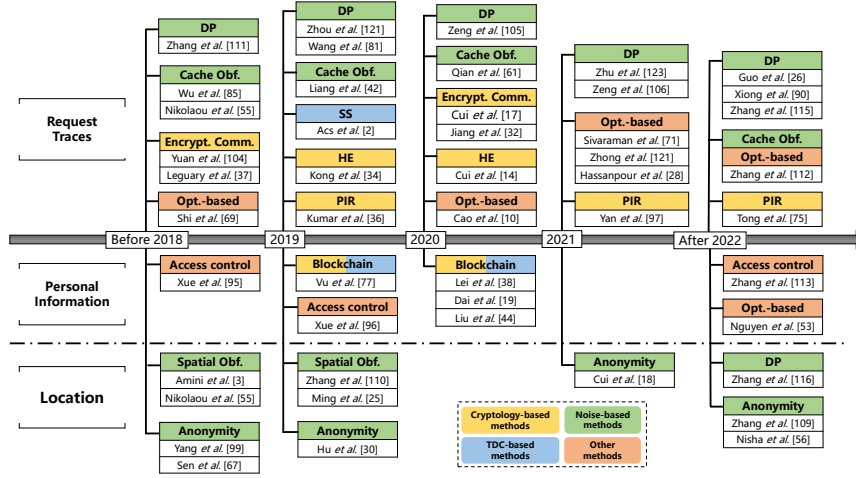 Request
Traces
DP
Zhang et al. [111]
Cache Obf.
Wu et al. [85]
Nikolaou et al. [55]
Encrypt. Comm.
Yuan et al. [104]
Leguary et al. [37]
Opt.-based
Shi et al. [69]
DP
Zhou et al. [121]
Wang et al. [81]
Cache Obf.
Liang et al. [42]
SS
Acs et al. [2]
HE
Kong et al. [34]
PIR
Kumar et al. [36]
DP
Zeng et al. [105]
Cache Obf.
Qian et al. [61]
Encrypt. Comm.
Cui et al. [17]
Jiang et al. [32]
HE
Cui et al. [14]
Opt.-based
Cao et al. [10]
DP
Zhu et al. [123]
Zeng et al. [106]
Opt.-based
Sivaraman et al. [71]
Zhong et al. [121]
Hassanpour et al. [28]
PIR
Yan et al. [97]
DP
Guo et al. [26]
Xiong et al. [90]
Zhang et al. [115]
Cache Obf.
Opt.-based
Zhang et al. [112]
PIR
Tong et al. [75]
Before 2018
2019
2020
2021
After 2022
Personal
Information
Access control
Xue et al. [95]
Blockchain
Vu et al. [77]
Access control
Xue et al. [96]
Blockchain
Lei et al. [38]
Dai et al. [19]
Liu et al. [44]
Access control
Zhang et al. [113]
Opt.-based
Nguyen et al. [53]
Location
Spatial Obf.
Amini et al. [3]
Nikolaou et al. [55]
Anonymity
Yang et al. [99]
Sen et al. [67]
Spatial Obf.
Zhang et al. [110]
Ming et al. [25]
Anonymity
Hu et al. [30]
Anonymity
Cui et al. [18]
DP
Zhang et al. [116]
Anonymity
Zhang et al. [109]
Nisha et al. [56]
Cryptology-based
methods
Noise-based
methods
TDC-based
methods
Other
methods